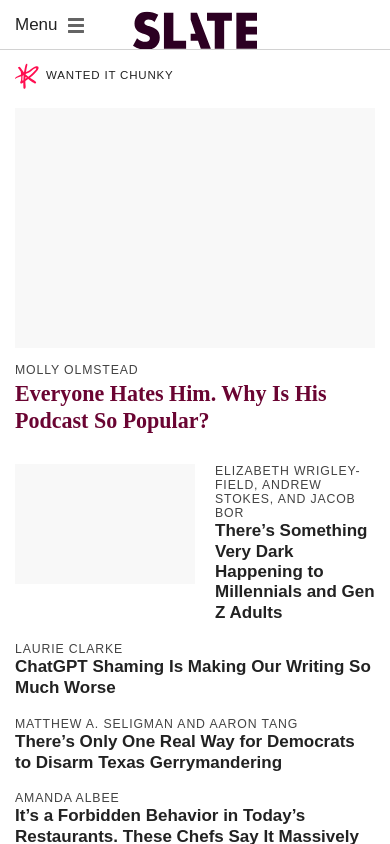 Menu
SLATE
WANTED IT CHUNKY
MOLLY OLMSTEAD
Everyone Hates Him. Why Is His
Podcast So Popular?
ELIZABETH WRIGLEY-
FIELD, ANDREW
STOKES, AND JACOB
BOR
There’s Something
Very Dark
Happening to
Millennials and Gen
Z Adults
LAURIE CLARKE
ChatGPT Shaming Is Making Our Writing So
Much Worse
MATTHEW A. SELIGMAN AND AARON TANG
There’s Only One Real Way for Democrats
to Disarm Texas Gerrymandering
AMANDA ALBEE
It’s a Forbidden Behavior in Today’s
Restaurants. These Chefs Say It Massively